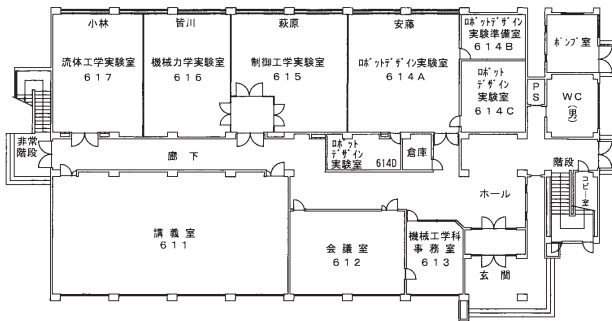 小林
流体工学実験室
617
皆川
機械力学実験室
616
萩原
制御工学実験室
615
安藤
ロボットデザイン実験室
614A
ロボットデザイン
実験準備室
614B
ロボット
デザイン
実験室
614C
ポンプ室
PS
WC
(男)
非常
階段
廊下
ロボット
デザイン
実験室
614D
倉庫
階段
コピー室
ホール
講義室
611
会議室
612
機械工学科
事務室
613
玄関